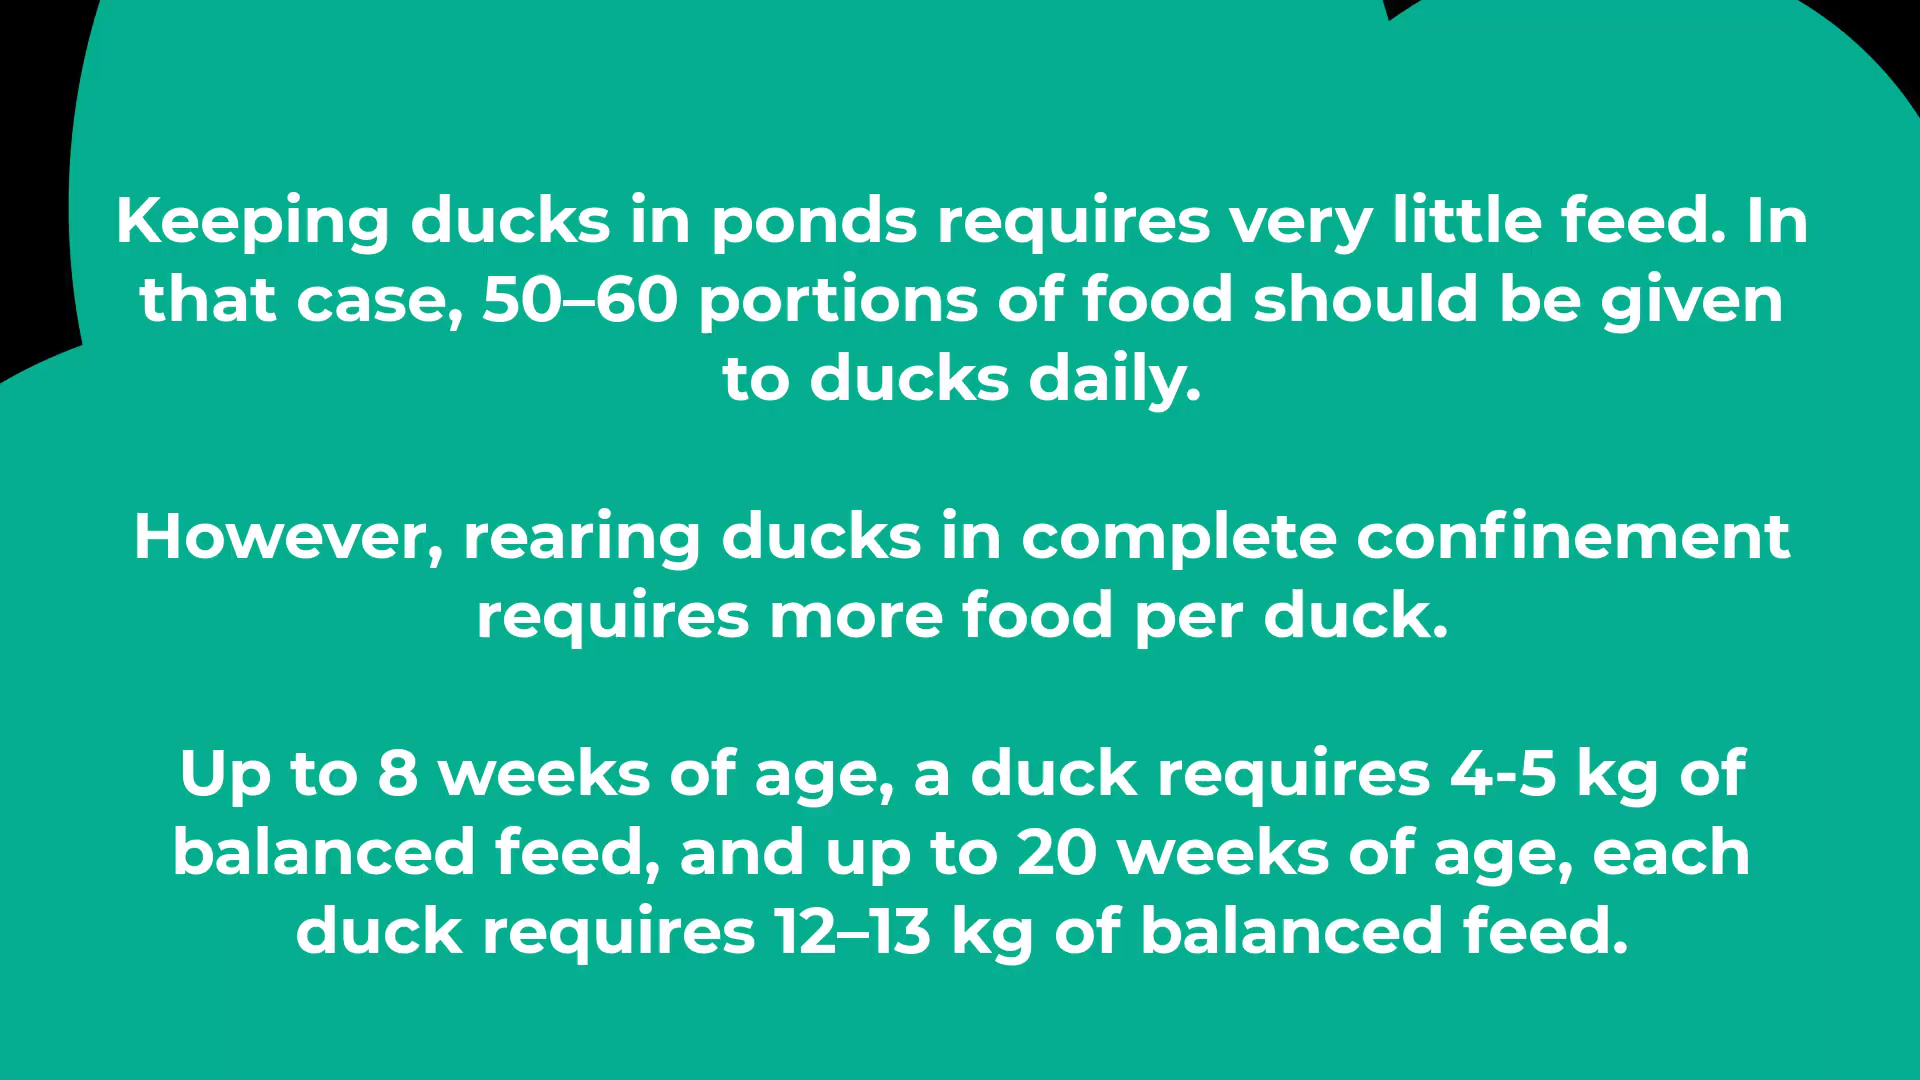 Keeping ducks in ponds requires very little feed. In
that case, 50–60 portions of food should be given
to ducks daily.
However, rearing ducks in complete confinement
requires more food per duck.
Up to 8 weeks of age, a duck requires 4-5 kg of
balanced feed, and up to 20 weeks of age, each
duck requires 12–13 kg of balanced feed.